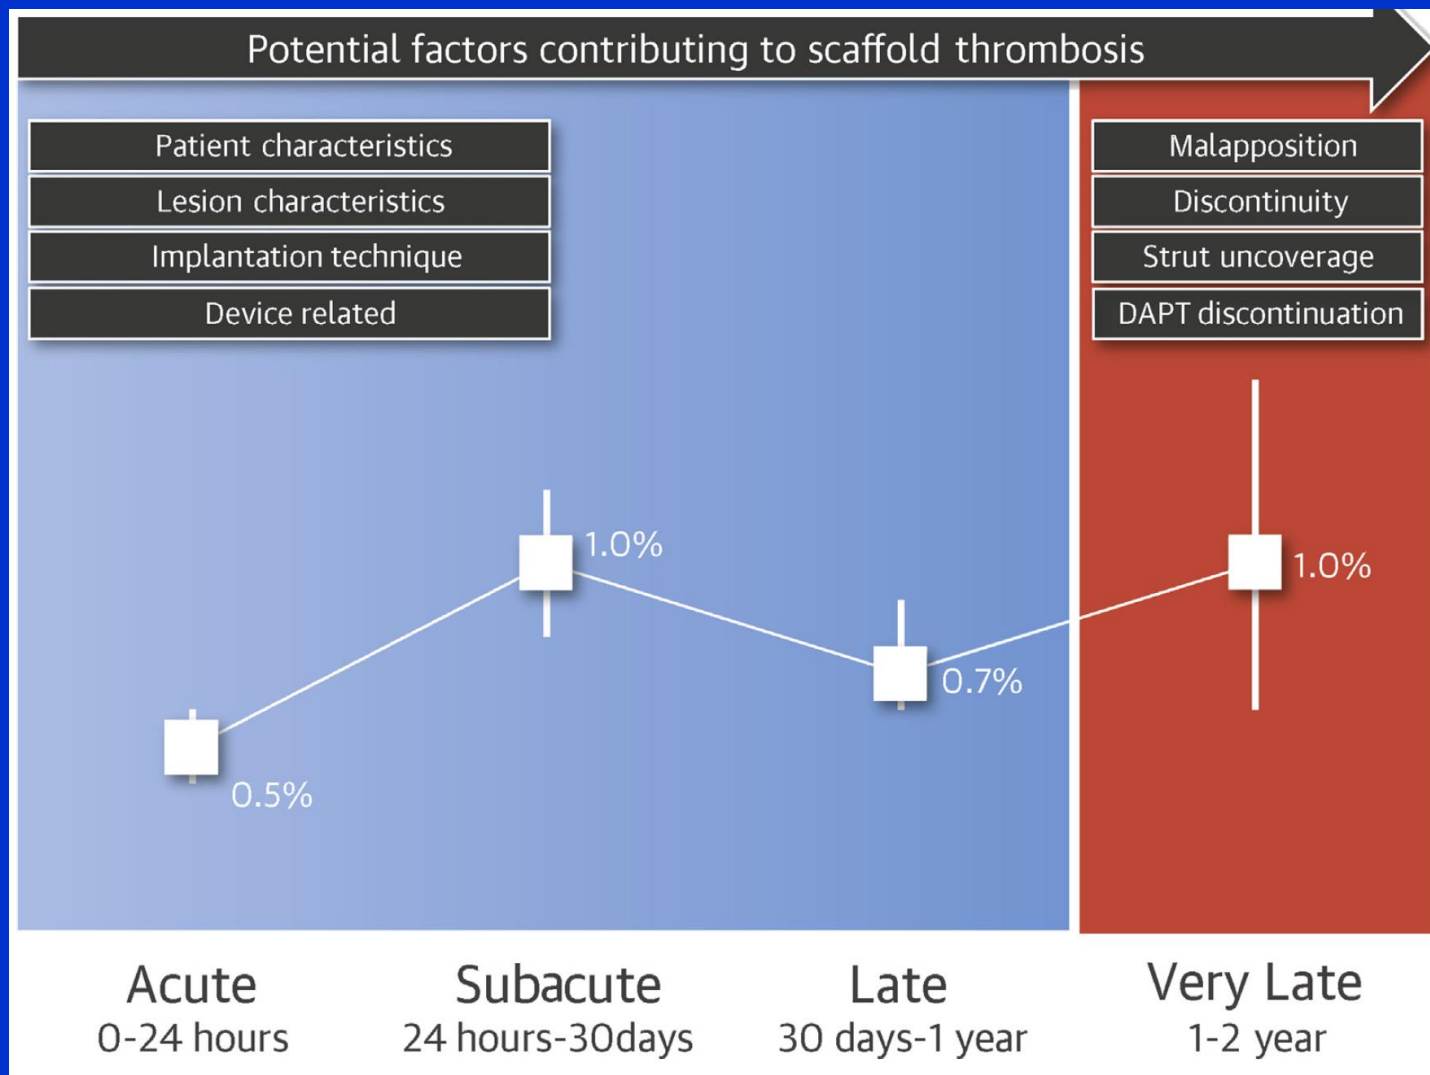 Potential factors contributing to scaffold thrombosis
Patient characteristics
Lesion characteristics
Implantation technique
Device related
Malapposition
Discontinuity
Strut uncoverage
DAPT discontinuation
1.0%
1.0%
0.7%
0.5%
Acute
0-24 hours
Subacute
24 hours-30days
Late
30 days-1 year
Very Late
1-2 year